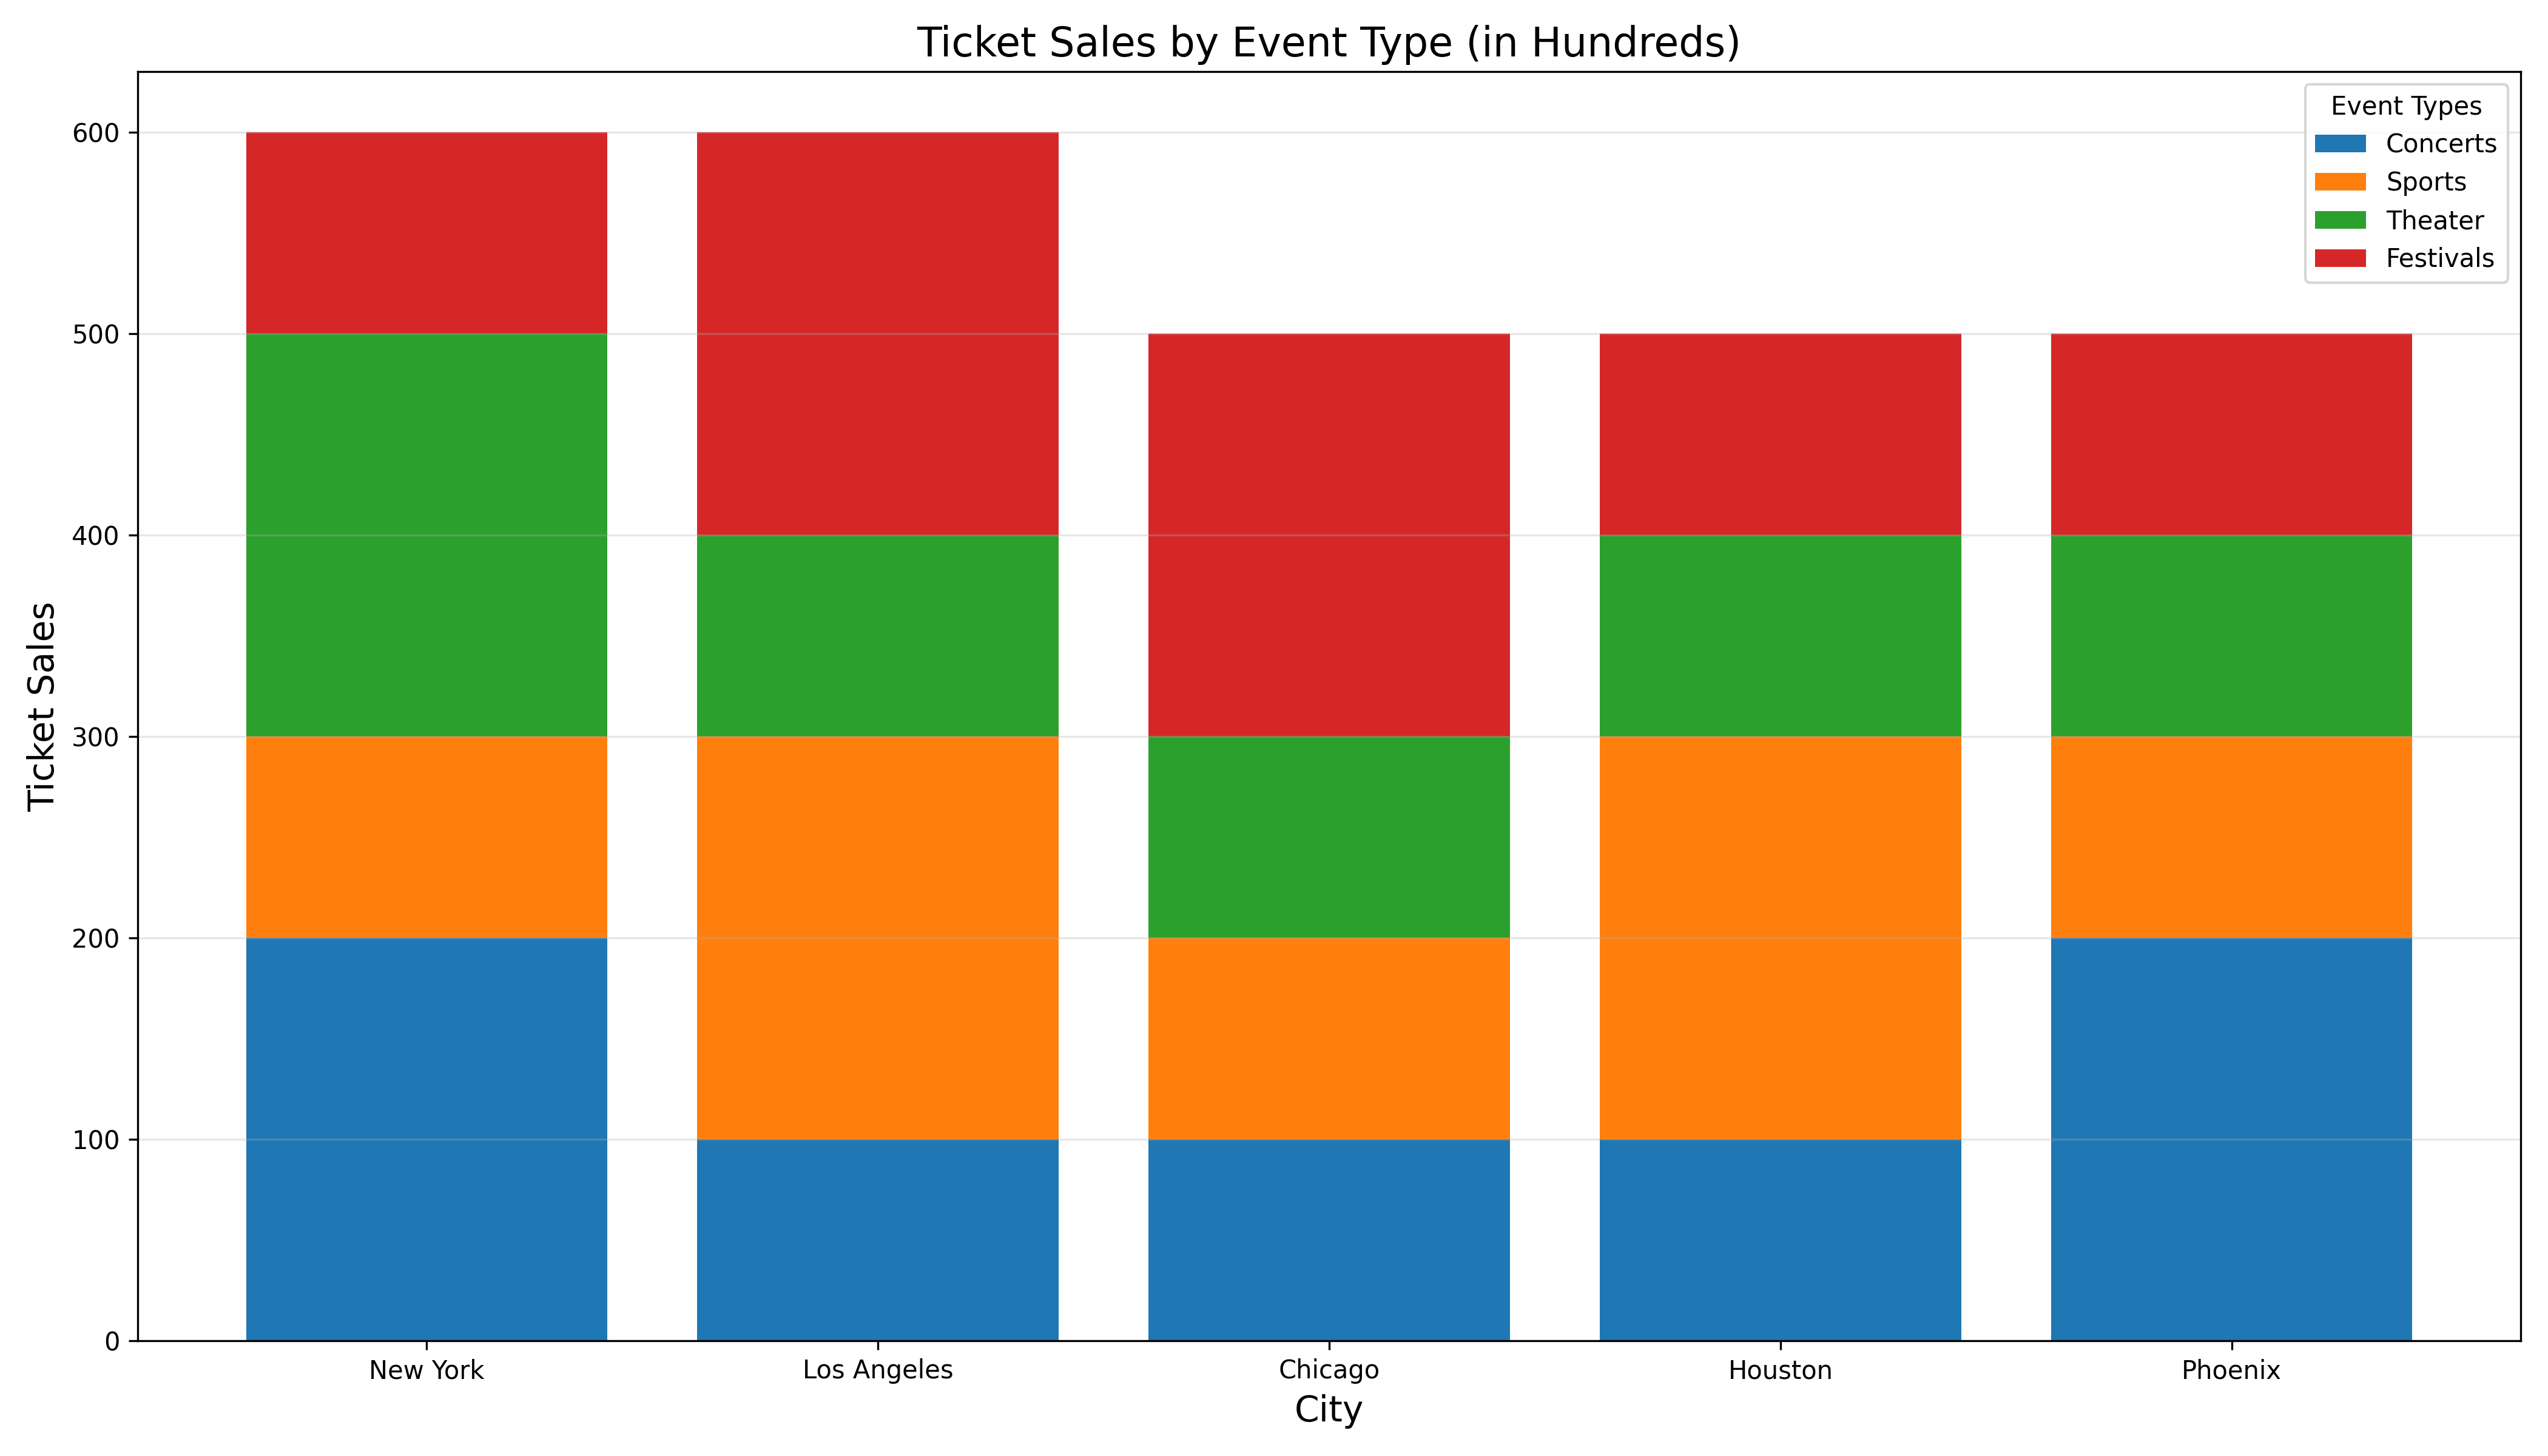 Ticket Sales by Event Type (in Hundreds)
Event Types
Concerts
Sports
Theater
Festivals
Ticket Sales
600
500
400
300
200
100
0
New York
Los Angeles
Chicago
Houston
Phoenix
City